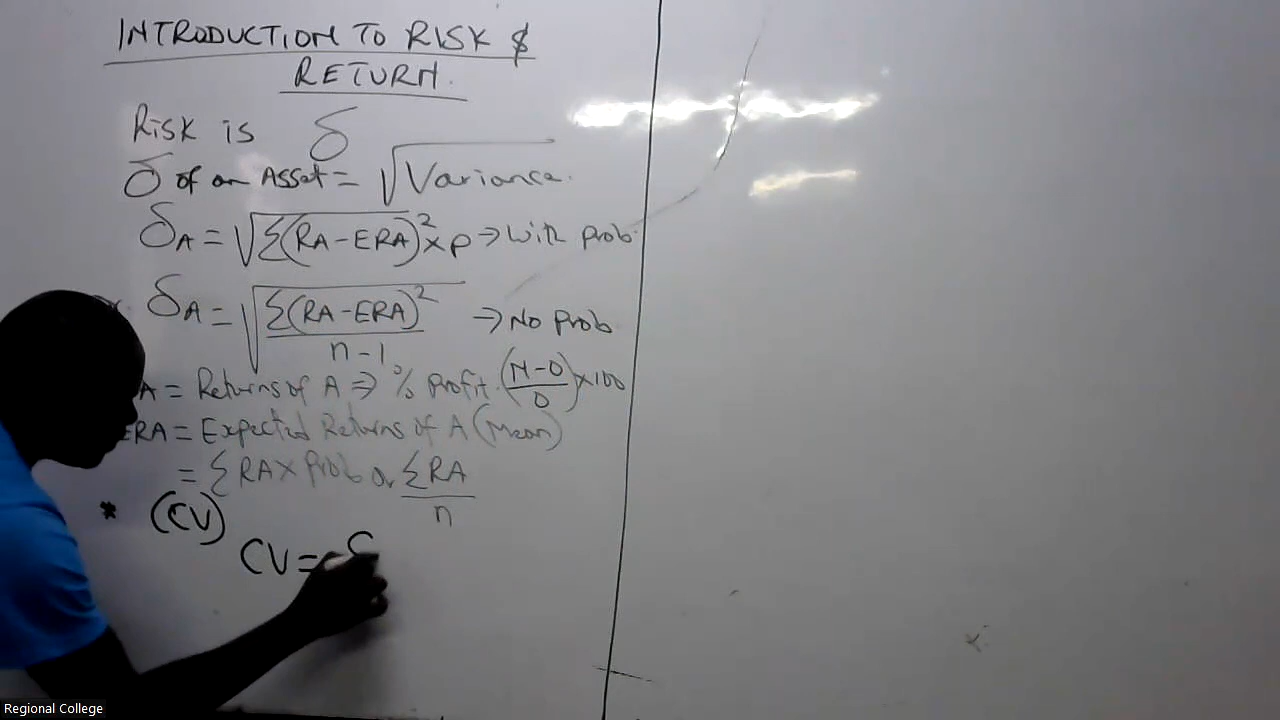 INTRODUCTION TO RISK &
RETURN.
Risk is δ
δ of an Asset = √Variance.
δA = √Σ(RA-ERA)² × P → With prob.
δA = √Σ(RA-ERA)²/n-1 → No prob
A = Returns of A ⇒ % Profit (N-O/O)×100
ERA = Expected Returns of A (Mean)
= ΣRA × Prob or ΣRA/n
* (CV)
CV =
Regional College